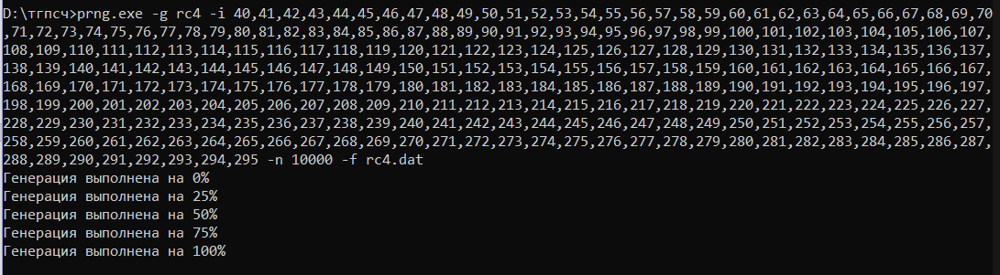 D:\тгпсч>prng.exe -g rc4 -i 40,41,42,43,44,45,46,47,48,49,50,51,52,53,54,55,56,57,58,59,60,61,62,63,64,65,66,67,68,69,70
,71,72,73,74,75,76,77,78,79,80,81,82,83,84,85,86,87,88,89,90,91,92,93,94,95,96,97,98,99,100,101,102,103,104,105,106,107,
108,109,110,111,112,113,114,115,116,117,118,119,120,121,122,123,124,125,126,127,128,129,130,131,132,133,134,135,136,137,
138,139,140,141,142,143,144,145,146,147,148,149,150,151,152,153,154,155,156,157,158,159,160,161,162,163,164,165,166,167,
168,169,170,171,172,173,174,175,176,177,178,179,180,181,182,183,184,185,186,187,188,189,190,191,192,193,194,195,196,197,
198,199,200,201,202,203,204,205,206,207,208,209,210,211,212,213,214,215,216,217,218,219,220,221,222,223,224,225,226,227,
228,229,230,231,232,233,234,235,236,237,238,239,240,241,242,243,244,245,246,247,248,249,250,251,252,253,254,255,256,257,
258,259,260,261,262,263,264,265,266,267,268,269,270,271,272,273,274,275,276,277,278,279,280,281,282,283,284,285,286,287,
288,289,290,291,292,293,294,295 -n 10000 -f rc4.dat
Генерация выполнена на 0%
Генерация выполнена на 25%
Генерация выполнена на 50%
Генерация выполнена на 75%
Генерация выполнена на 100%